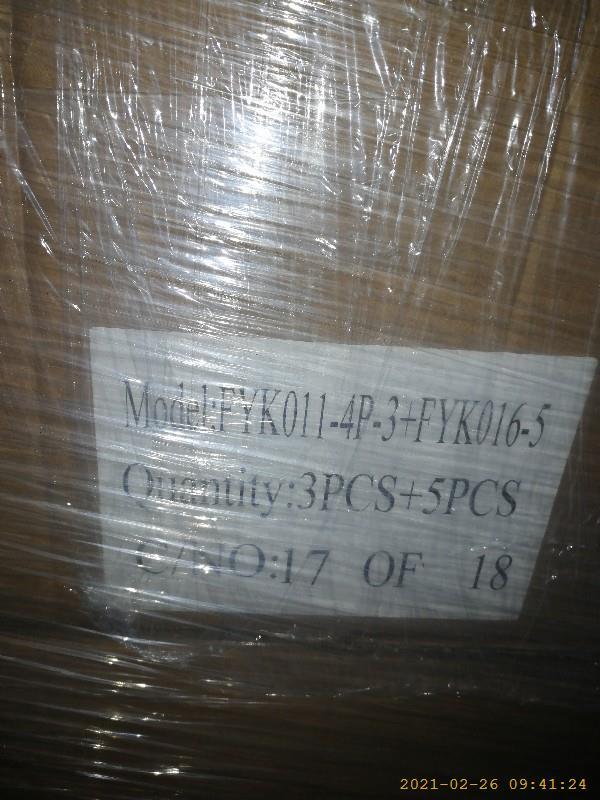 Model:FYK011-4P-3+FYK016-5
Quantity:3PCS+5PCS
C/NO:17 OF 18
2021-02-26 09:41:24